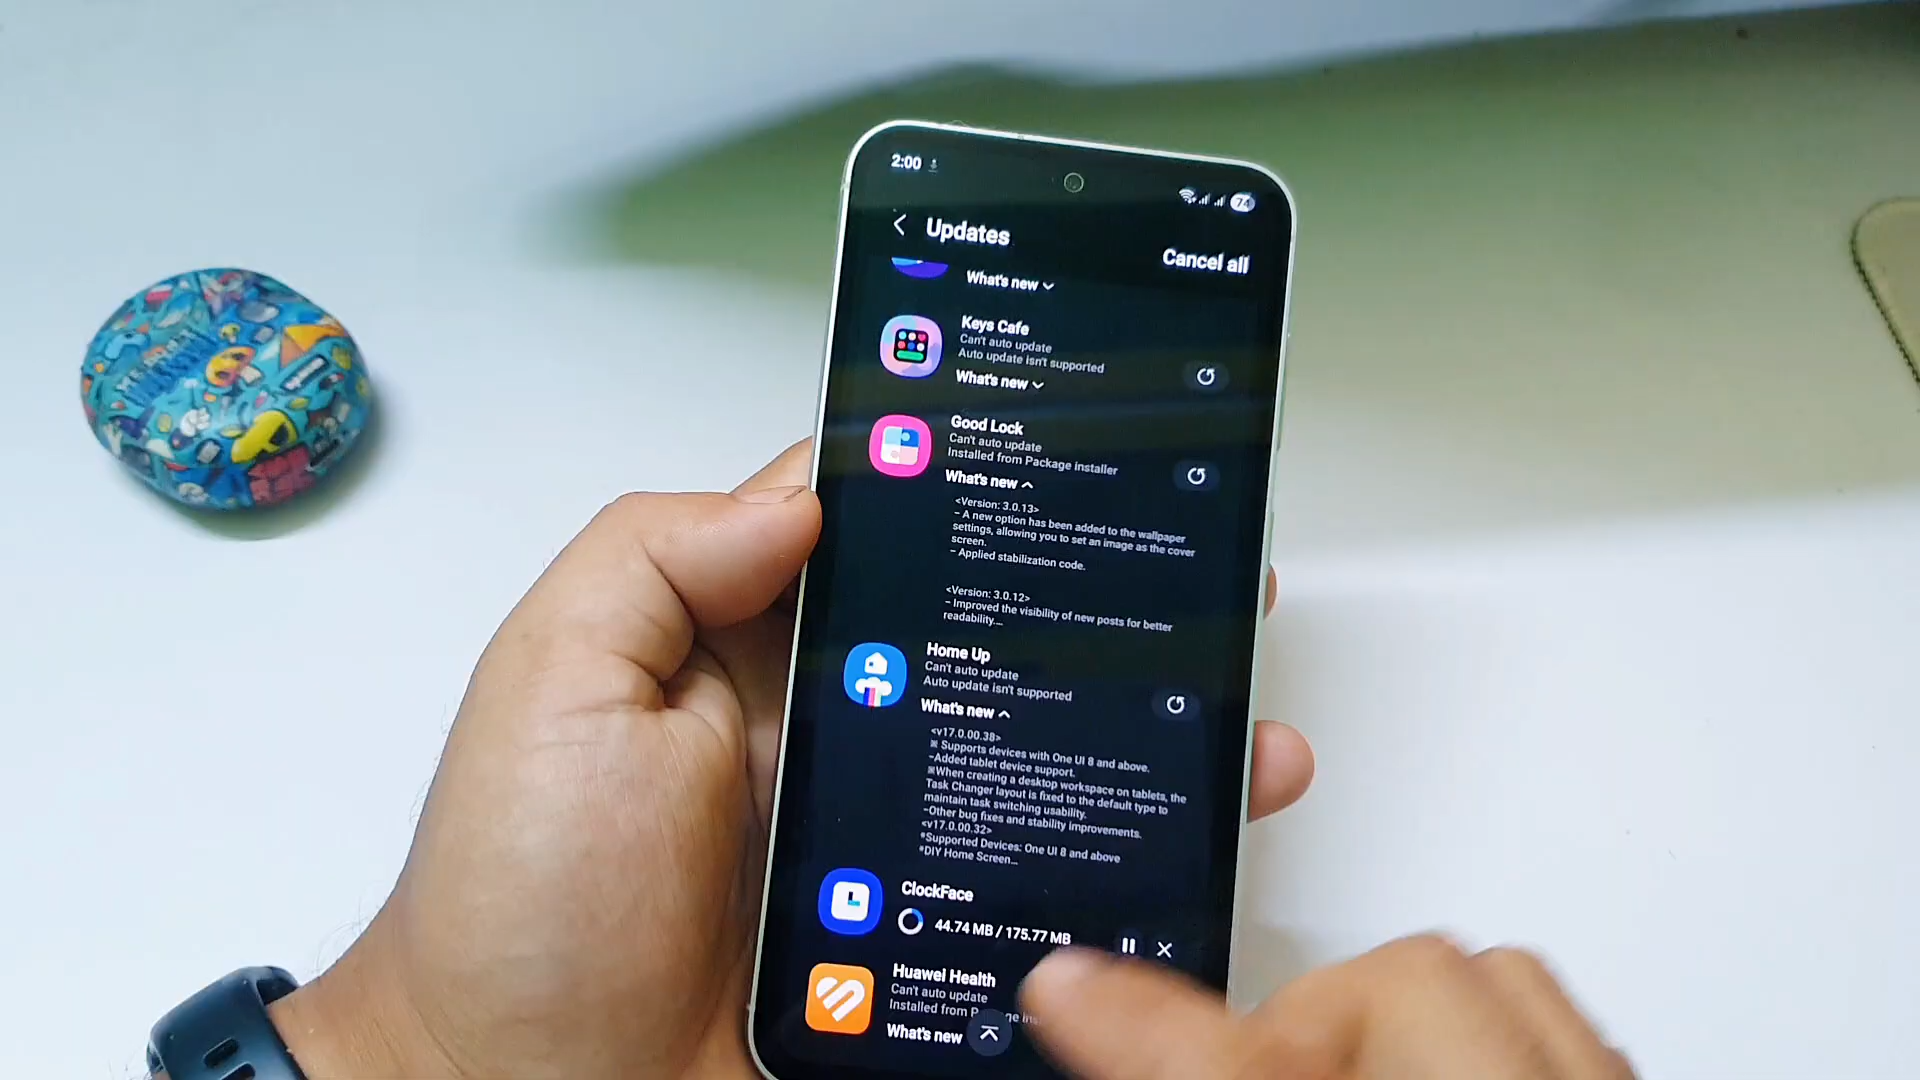 2:00
74
Updates
Cancel all
What's new
Keys Cafe
Can't auto update
Auto update isn't supported
What's new
Good Lock
Can't auto update
Installed from Package installer
What's new
<Version: 3.0.13>
- A new option has been added to the wallpaper
settings, allowing you to set an image as the cover
screen.
- Applied stabilization code.
<Version: 3.0.12>
- Improved the visibility of new posts for better
readability...
Home Up
Can't auto update
Auto update isn't supported
What's new
<v17.0.00.38>
※ Supports devices with One UI 8 and above.
-Added tablet device support.
※When creating a desktop workspace on tablets, the
Task Changer layout is fixed to the default type to
maintain task switching usability.
-Other bug fixes and stability improvements.
<v17.0.00.32>
*Supported Devices: One UI 8 and above
*DIY Home Screen...
ClockFace
44.74 MB / 175.77 MB
Huawei Health
Can't auto update
Installed from
What's new